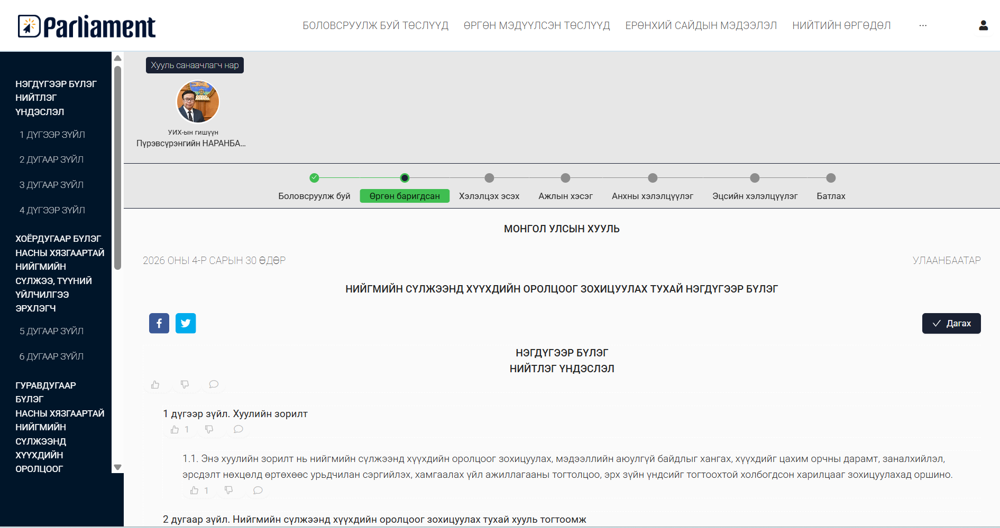 Parliament
БОЛОВСРУУЛЖ БУЙ ТӨСЛҮҮД ӨРГӨН МЭДҮҮЛСЭН ТӨСЛҮҮД ЕРӨНХИЙ САЙДЫН МЭДЭЭЛЭЛ НИЙТИЙН ӨРГӨДӨЛ ...
НЭГДҮГЭЭР БҮЛЭГ
НИЙТЛЭГ
ҮНДЭСЛЭЛ
1 ДҮГЭЭР ЗҮЙЛ
2 ДУГААР ЗҮЙЛ
3 ДУГААР ЗҮЙЛ
4 ДҮГЭЭР ЗҮЙЛ
ХОЁРДУГААР БҮЛЭГ
НАСНЫ ХЯЗГААРТАЙ
НИЙГМИЙН
СҮЛЖЭЭ, ТҮҮНИЙ
ҮЙЛЧИЛГЭЭ
ЭРХЛЭГЧ
5 ДУГААР ЗҮЙЛ
6 ДУГААР ЗҮЙЛ
ГУРАВДУГААР
БҮЛЭГ
НАСНЫ ХЯЗГААРТАЙ
НИЙГМИЙН
СҮЛЖЭЭНД
ХҮҮХДИЙН
ОРОЛЦООГ
Хууль санаачлагч нар
УИХ-ын гишүүн
Пүрэвсүрэнгийн НАРАНБА...
Боловсруулж буй Өргөн баригдсан Хэлэлцэх эсэх Ажлын хэсэг Анхны хэлэлцүүлэг Эцсийн хэлэлцүүлэг Батлах
МОНГОЛ УЛСЫН ХУУЛЬ
2026 ОНЫ 4-Р САРЫН 30 ӨДӨР УЛААНБААТАР
НИЙГМИЙН СҮЛЖЭЭНД ХҮҮХДИЙН ОРОЛЦООГ ЗОХИЦУУЛАХ ТУХАЙ НЭГДҮГЭЭР БҮЛЭГ
Дагах
НЭГДҮГЭЭР БҮЛЭГ
НИЙТЛЭГ ҮНДЭСЛЭЛ
1 дүгээр зүйл. Хуулийн зорилт
1
1.1. Энэ хуулийн зорилт нь нийгмийн сүлжээнд хүүхдийн оролцоог зохицуулах, мэдээллийн аюулгүй байдлыг хангах, хүүхдийг цахим орчны дарамт, заналхийлэл,
эрсдэлт нөхцөлд өртөхөөс урьдчилан сэргийлэх, хамгаалах үйл ажиллагааны тогтолцоо, эрх зүйн үндсийг тогтоохтой холбогдсон харилцааг зохицуулахад оршино.
1
2 дугаар зүйл. Нийгмийн сүлжээнд хүүхдийн оролцоог зохицуулах тухай хууль тогтоомж